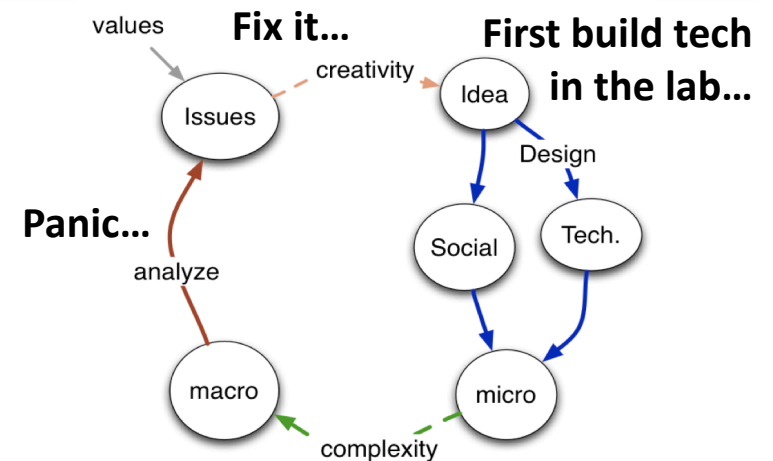 values
Fix it…
First build tech
in the lab…
creativity
Issues
Idea
Design
Panic…
Social
Tech.
analyze
macro
micro
complexity